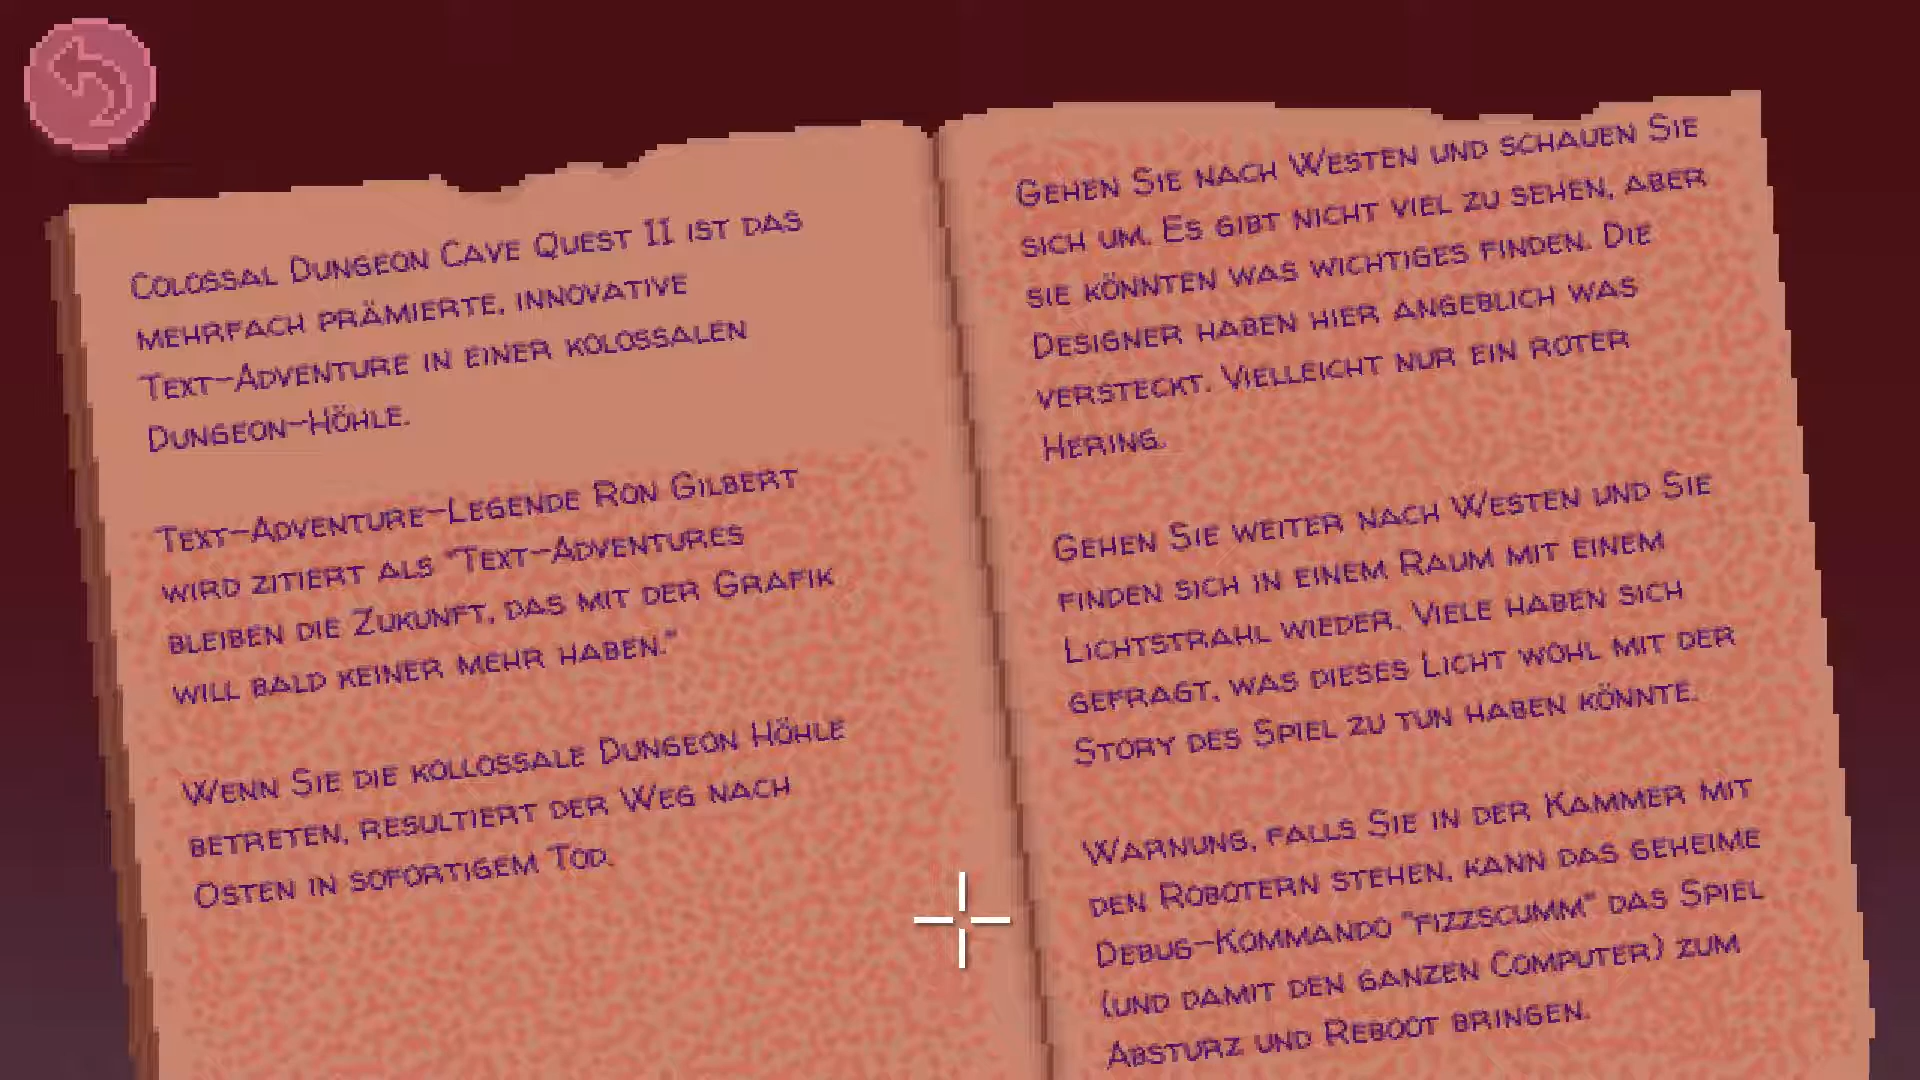 Colossal Dungeon Cave Quest II ist das
mehrfach prämierte, innovative
Text-Adventure in einer kolossalen
Dungeon-Höhle.
Text-Adventure-Legende Ron Gilbert
wird zitiert als "Text-Adventures
bleiben die Zukunft, das mit der Grafik
will bald keiner mehr haben."
Wenn Sie die kollossale Dungeon Höhle
betreten, resultiert der Weg nach
Osten in sofortigem Tod.
Gehen Sie nach Westen und schauen Sie
sich um. Es gibt nicht viel zu sehen, aber
sie könnten was wichtiges finden. Die
Designer haben hier angeblich was
versteckt. Vielleicht nur ein roter
Hering.
Gehen Sie weiter nach Westen und Sie
finden sich in einem Raum mit einem
Lichtstrahl wieder. Viele haben sich
gefragt, was dieses Licht wohl mit der
Story des Spiel zu tun haben könnte.
Warnung, falls Sie in der Kammer mit
den Robotern stehen, kann das geheime
Debug-Kommando "fizzscumm" das Spiel
(und damit den ganzen Computer) zum
Absturz und Reboot bringen.